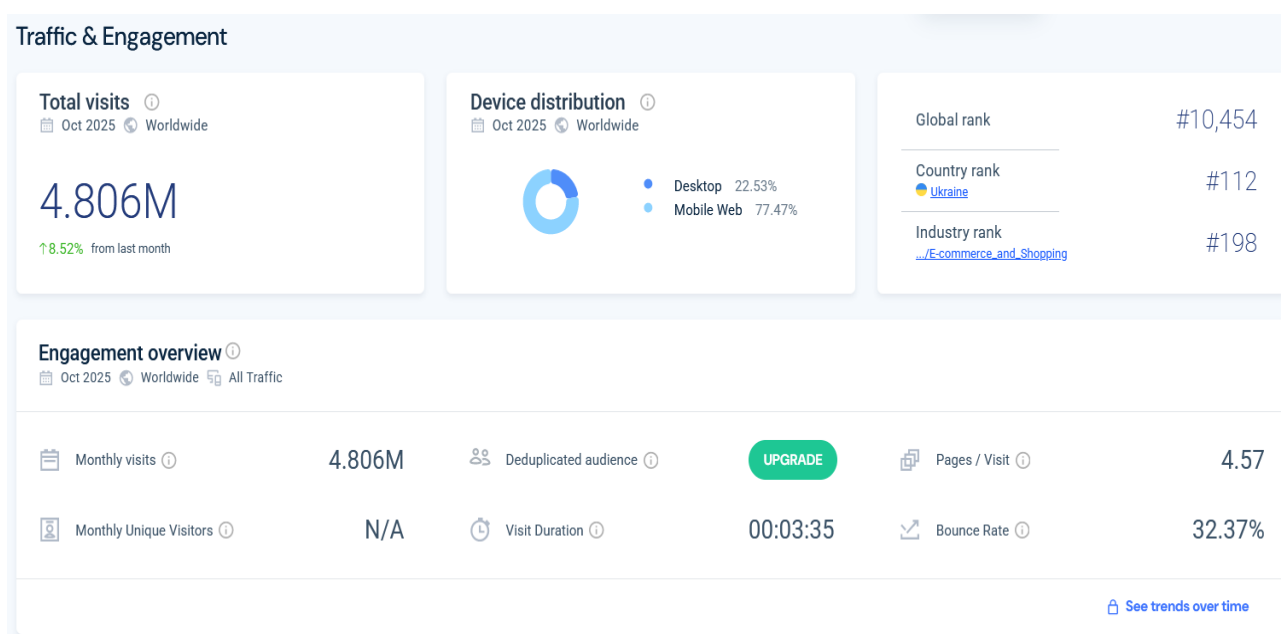 Traffic & Engagement
Total visits
Oct 2025 Worldwide
4.806M
↑8.52% from last month
Device distribution
Oct 2025 Worldwide
Desktop 22.53%
Mobile Web 77.47%
Global rank #10,454
Country rank #112
Ukraine
Industry rank #198
.../E-commerce_and_Shopping
Engagement overview
Oct 2025 Worldwide All Traffic
Monthly visits 4.806M
Deduplicated audience UPGRADE
Pages / Visit 4.57
Monthly Unique Visitors N/A
Visit Duration 00:03:35
Bounce Rate 32.37%
See trends over time